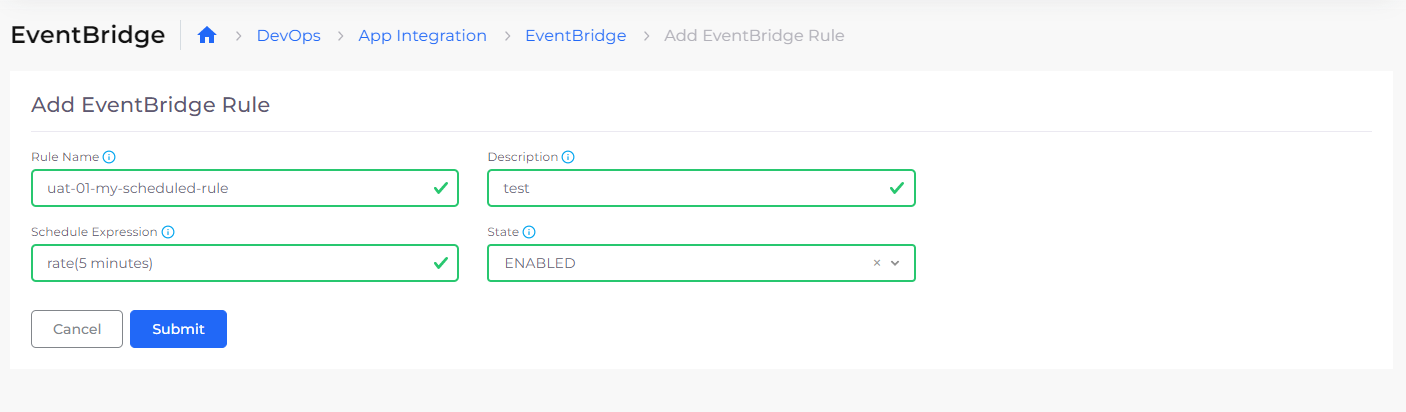 EventBridge DevOps App Integration EventBridge Add EventBridge Rule
Add EventBridge Rule
Rule Name Description
uat-01-my-scheduled-rule test
Schedule Expression State
rate(5 minutes) ENABLED
Cancel Submit